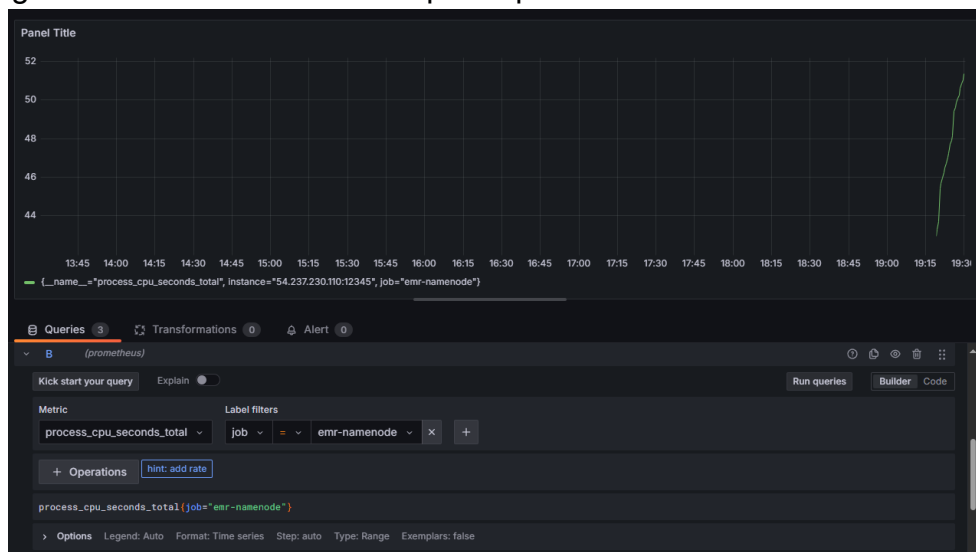 Panel Title
52
50
48
46
44
13:45 14:00 14:15 14:30 14:45 15:00 15:15 15:30 15:45 16:00 16:15 16:30 16:45 17:00 17:15 17:30 17:45 18:00 18:15 18:30 18:45 19:00 19:15 19:30
{__name__="process_cpu_seconds_total", instance="54.237.230.110:12345", job="emr-namenode"}
Queries 3 Transformations 0 Alert 0
B (prometheus)
Kick start your query Explain Run queries Builder Code
Metric Label filters
process_cpu_seconds_total job = emr-namenode
+ Operations hint: add rate
process_cpu_seconds_total{job="emr-namenode"}
Options Legend: Auto Format: Time series Step: auto Type: Range Exemplars: false